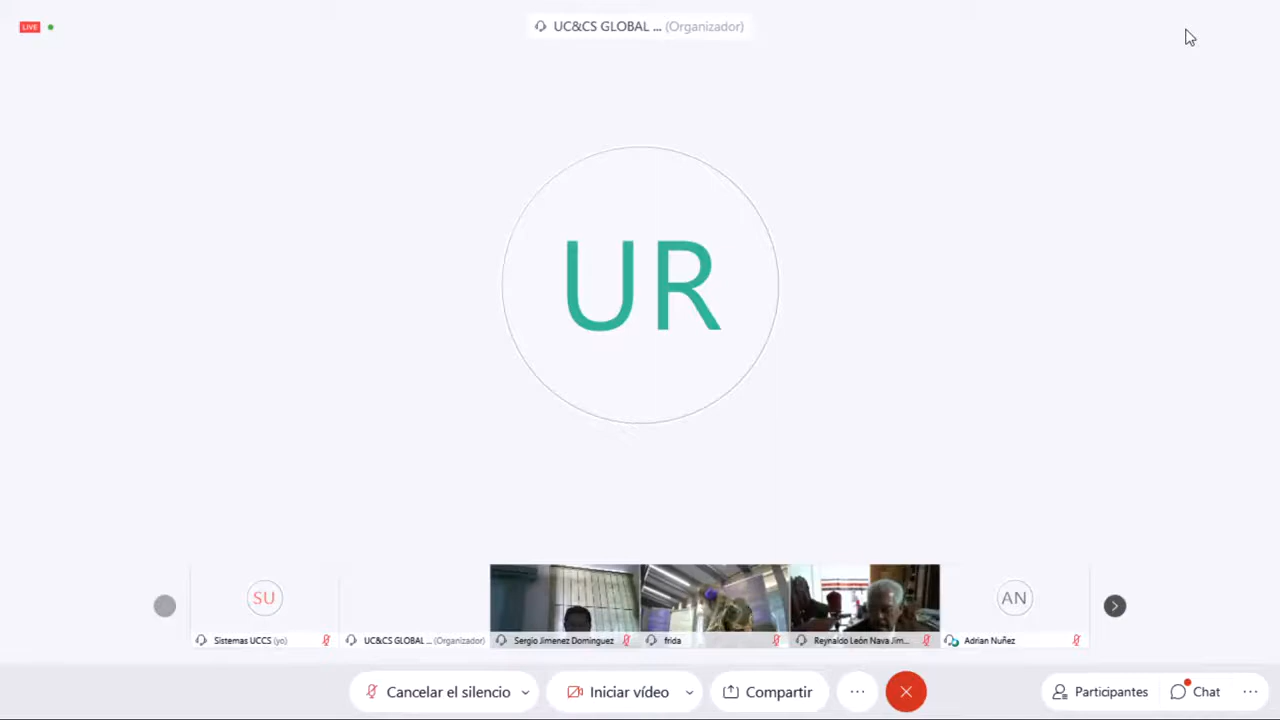 LIVE
UC&CS GLOBAL ... (Organizador)
UR
SU
AN
Sistemas UCCS (yo)
UC&CS GLOBAL ... (Organizador)
Sergio Jimenez Dominguez
frida
Reynaldo León Nava Jim...
Adrian Nuñez
Cancelar el silencio
Iniciar vídeo
Compartir
Participantes
Chat